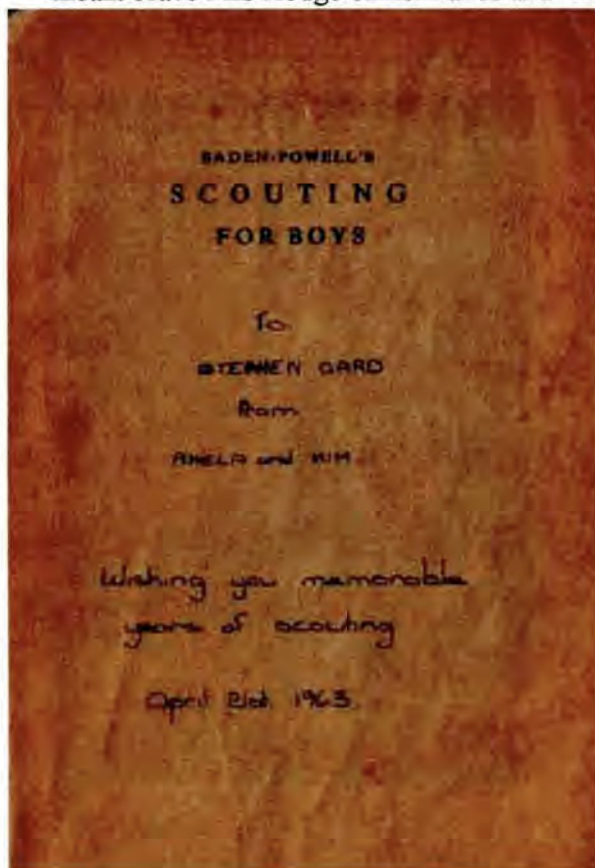 BADEN-POWELL'S
SCOUTING
FOR BOYS
To
STEPHEN GARD
From
AKELA and KIM
Wishing you memorable
years of scouting
April 21st. 1963.